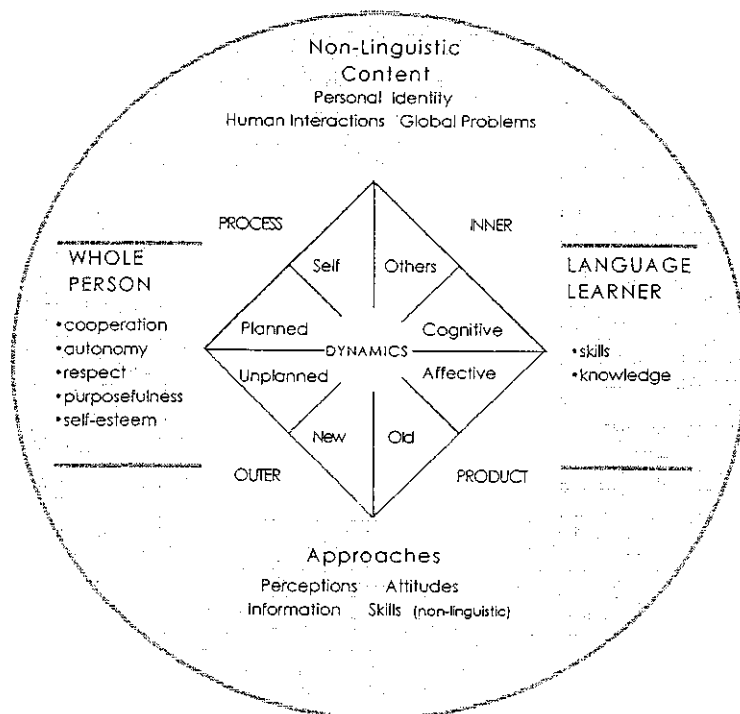 Non-Linguistic
Content
Personal Identity
Human Interactions Global Problems
PROCESS
INNER
WHOLE
PERSON
•cooperation
•autonomy
•respect
•purposefulness
•self-esteem
Self
Others
Planned
Cognitive
DYNAMICS
Unplanned
Affective
New
Old
LANGUAGE
LEARNER
•skills
•knowledge
OUTER
PRODUCT
Approaches
Perceptions Attitudes
Information Skills (non-linguistic)